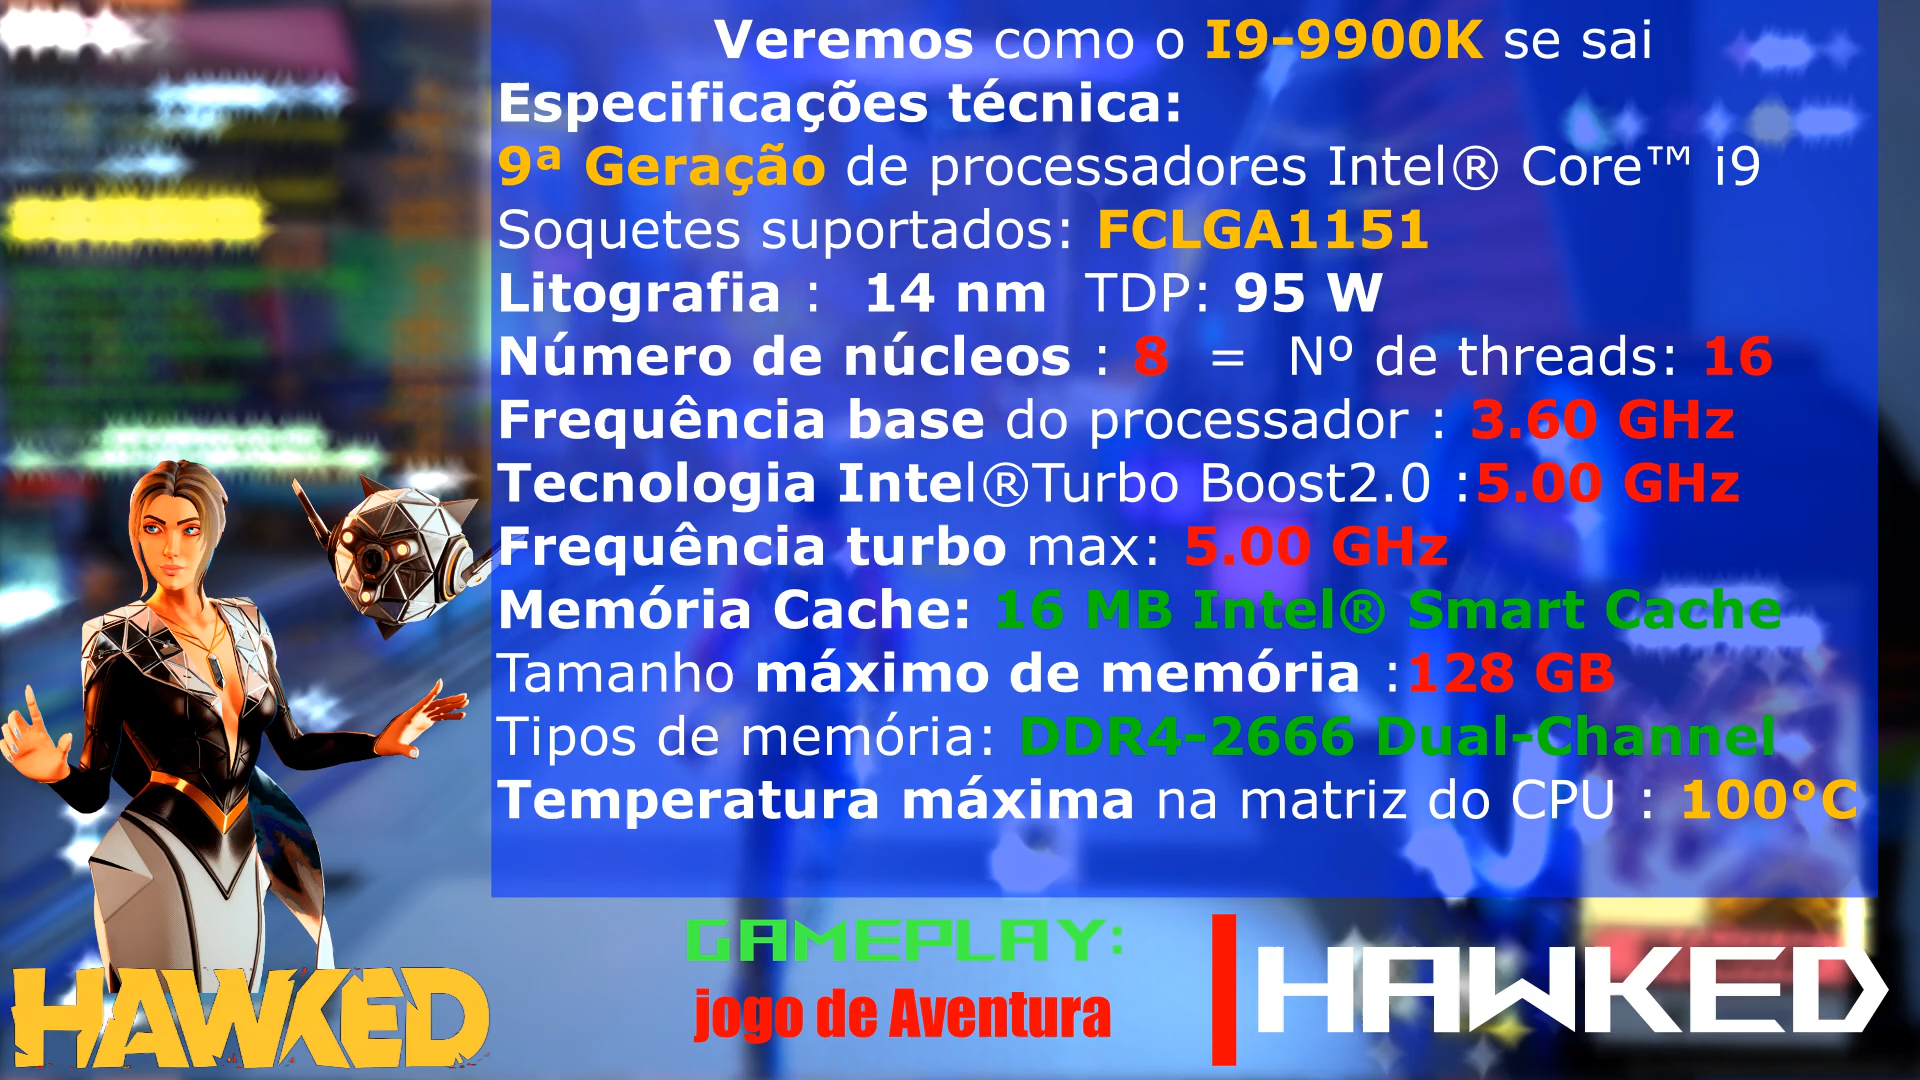 Veremos como o I9-9900K se sai
Especificações técnica:
9ª Geração de processadores Intel® Core™ i9
Soquetes suportados: FCLGA1151
Litografia : 14 nm TDP: 95 W
Número de núcleos : 8 = Nº de threads: 16
Frequência base do processador : 3.60 GHz
Tecnologia Intel®Turbo Boost2.0 :5.00 GHz
Frequência turbo max: 5.00 GHz
Memória Cache: 16 MB Intel® Smart Cache
Tamanho máximo de memória :128 GB
Tipos de memória: DDR4-2666 Dual-Channel
Temperatura máxima na matriz do CPU : 100°C
HAWKED
GAMEPLAY:
jogo de Aventura
HAWKED